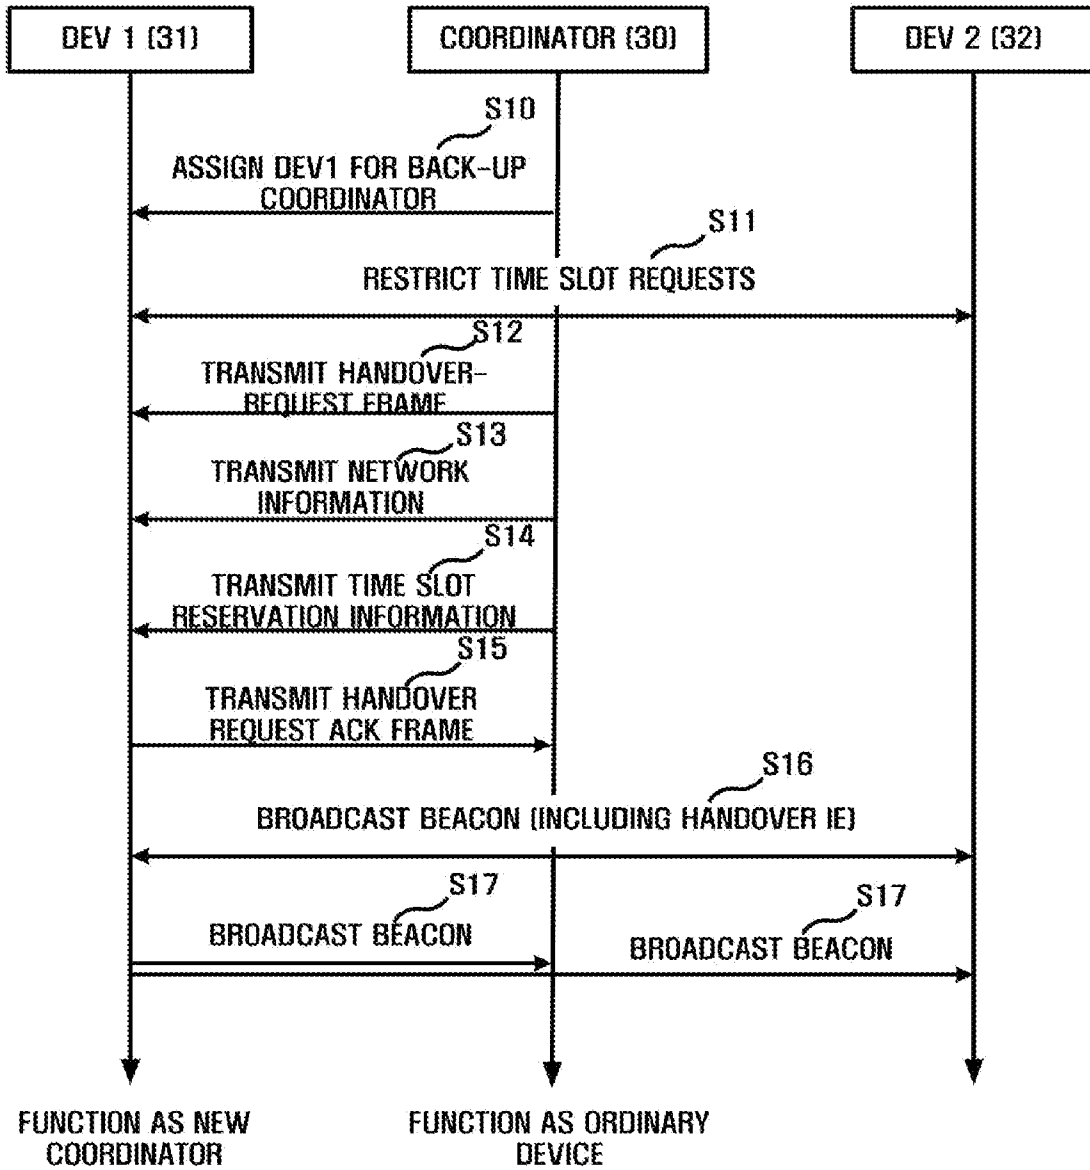 DEV 1 (31)
COORDINATOR (30)
DEV 2 (32)
S10
ASSIGN DEV1 FOR BACK-UP
COORDINATOR
S11
RESTRICT TIME SLOT REQUESTS
S12
TRANSMIT HANDOVER-
REQUEST FRAME
S13
TRANSMIT NETWORK
INFORMATION
S14
TRANSMIT TIME SLOT
RESERVATION INFORMATION
S15
TRANSMIT HANDOVER
REQUEST ACK FRAME
S16
BROADCAST BEACON (INCLUDING HANDOVER IE)
S17
BROADCAST BEACON
S17
BROADCAST BEACON
FUNCTION AS NEW
COORDINATOR
FUNCTION AS ORDINARY
DEVICE